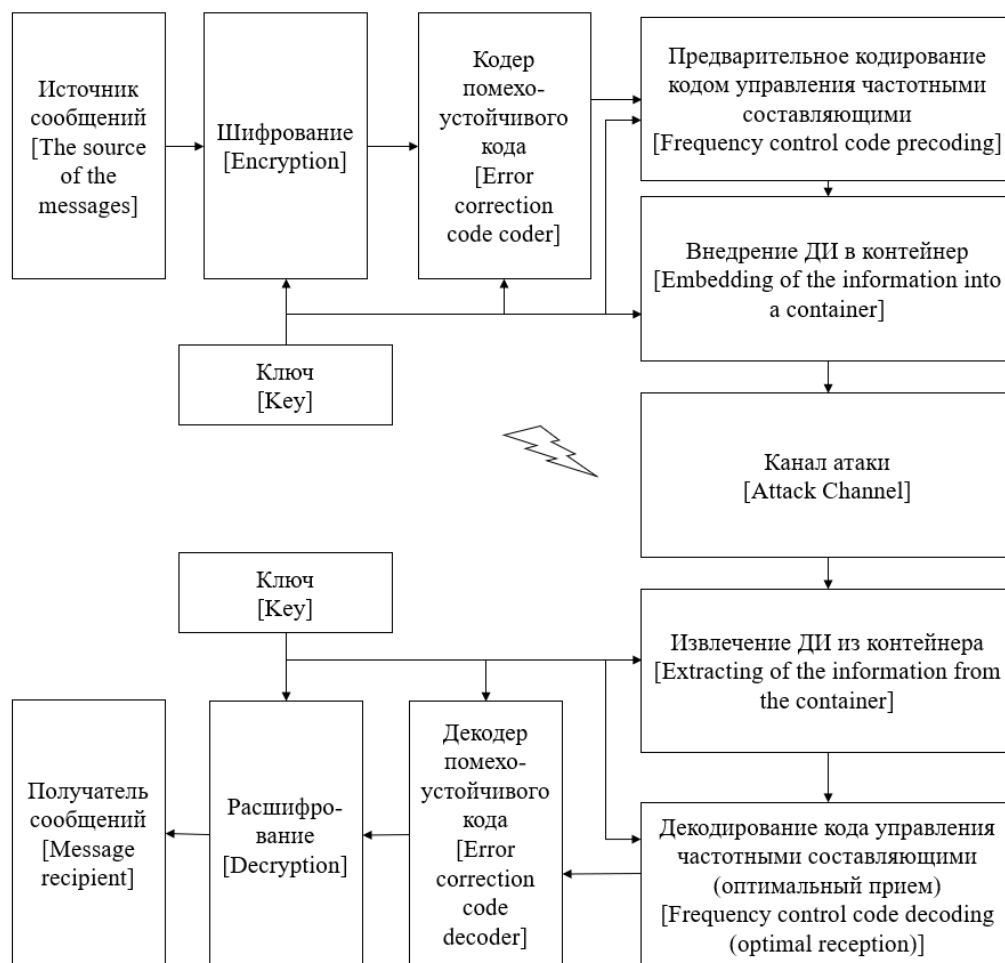 Источник
сообщений
[The source
of the
messages]
Шифрование
[Encryption]
Кодер
помехо-
устойчивого
кода
[Error
correction
code coder]
Предварительное кодирование
кодом управления частотными
составляющими
[Frequency control code precoding]
Внедрение ДИ в контейнер
[Embedding of the information into
a container]
Ключ
[Key]
Канал атаки
[Attack Channel]
Ключ
[Key]
Извлечение ДИ из контейнера
[Extracting of the information from
the container]
Получатель
сообщений
[Message
recipient]
Расшифро-
вание
[Decryption]
Декодер
помехо-
устойчивого
кода
[Error
correction
code
decoder]
Декодирование кода управления
частотными составляющими
(оптимальный прием)
[Frequency control code decoding
(optimal reception)]